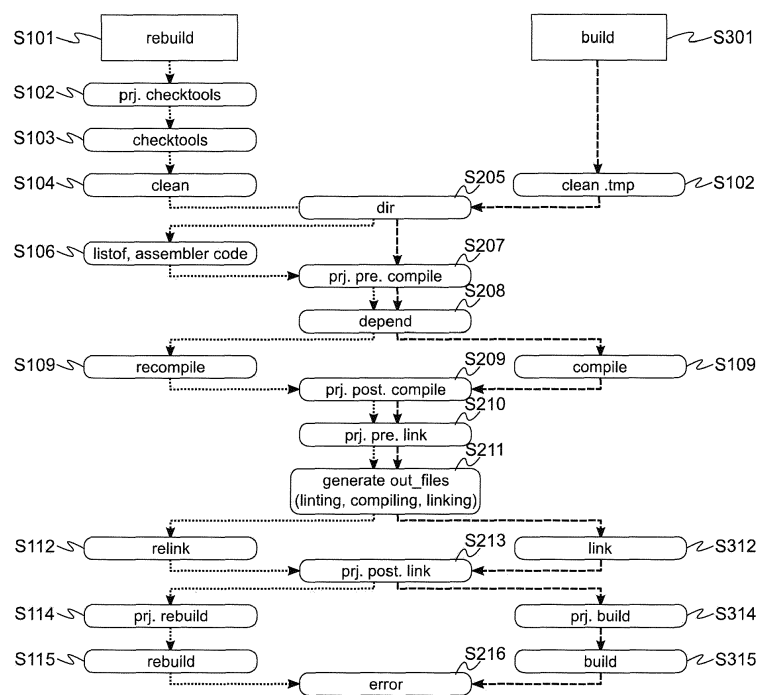 S101 rebuild build S301
S102 prj. checktools
S103 checktools
S205
S104 clean clean .tmp S102
dir
S207
S106 listof, assembler code
prj. pre. compile
S208
depend
S209
S109 recompile compile S109
prj. post. compile
S210
prj. pre. link
S211
generate out_files
(linting, compiling, linking)
S213
S112 relink link S312
prj. post. link
S114 prj. rebuild prj. build S314
S216
S115 rebuild build S315
error